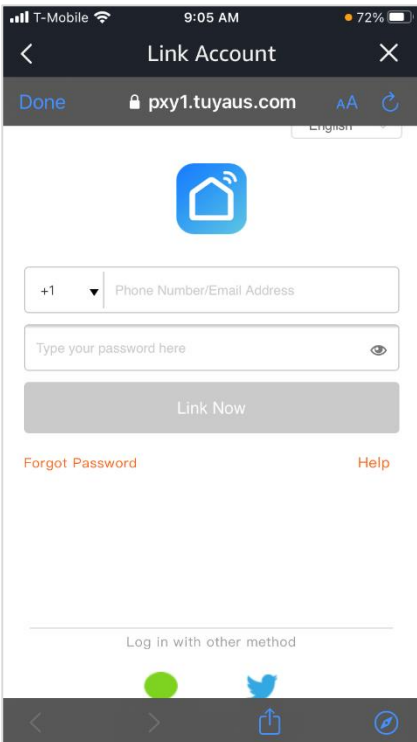 T-Mobile 9:05 AM 72%
Link Account
Done pxy1.tuyaus.com AA
English
+1 Phone Number/Email Address
Type your password here
Link Now
Forgot Password Help
Log in with other method